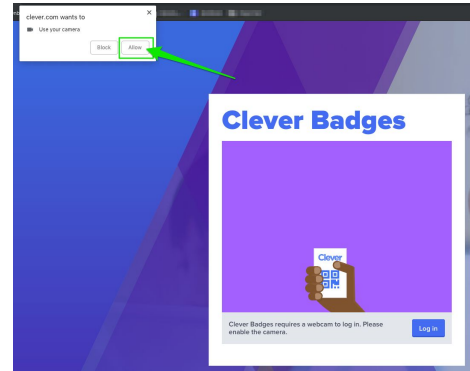 clever.com wants to
Use your camera
Block
Allow
Clever Badges
Clever
Clever Badges requires a webcam to log in. Please
enable the camera.
Log in